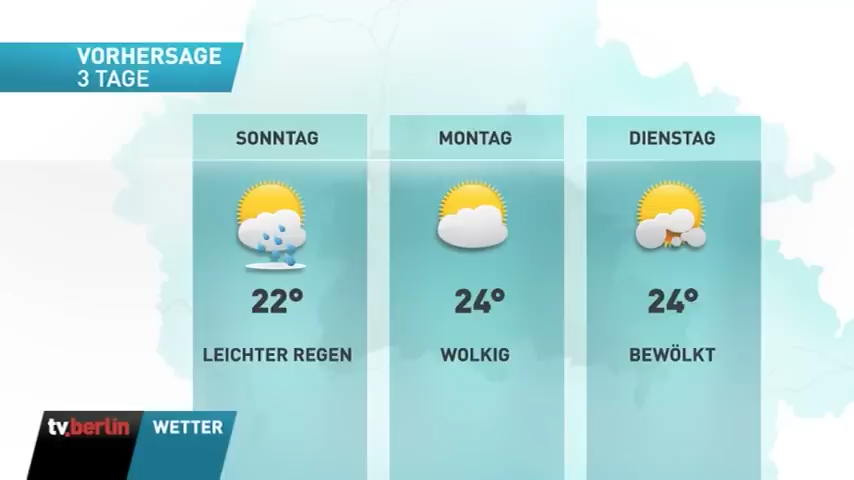 VORHERSAGE
3 TAGE
SONNTAG
MONTAG
DIENSTAG
22°
24°
24°
LEICHTER REGEN
WOLKIG
BEWÖLKT
tv.berlin
WETTER